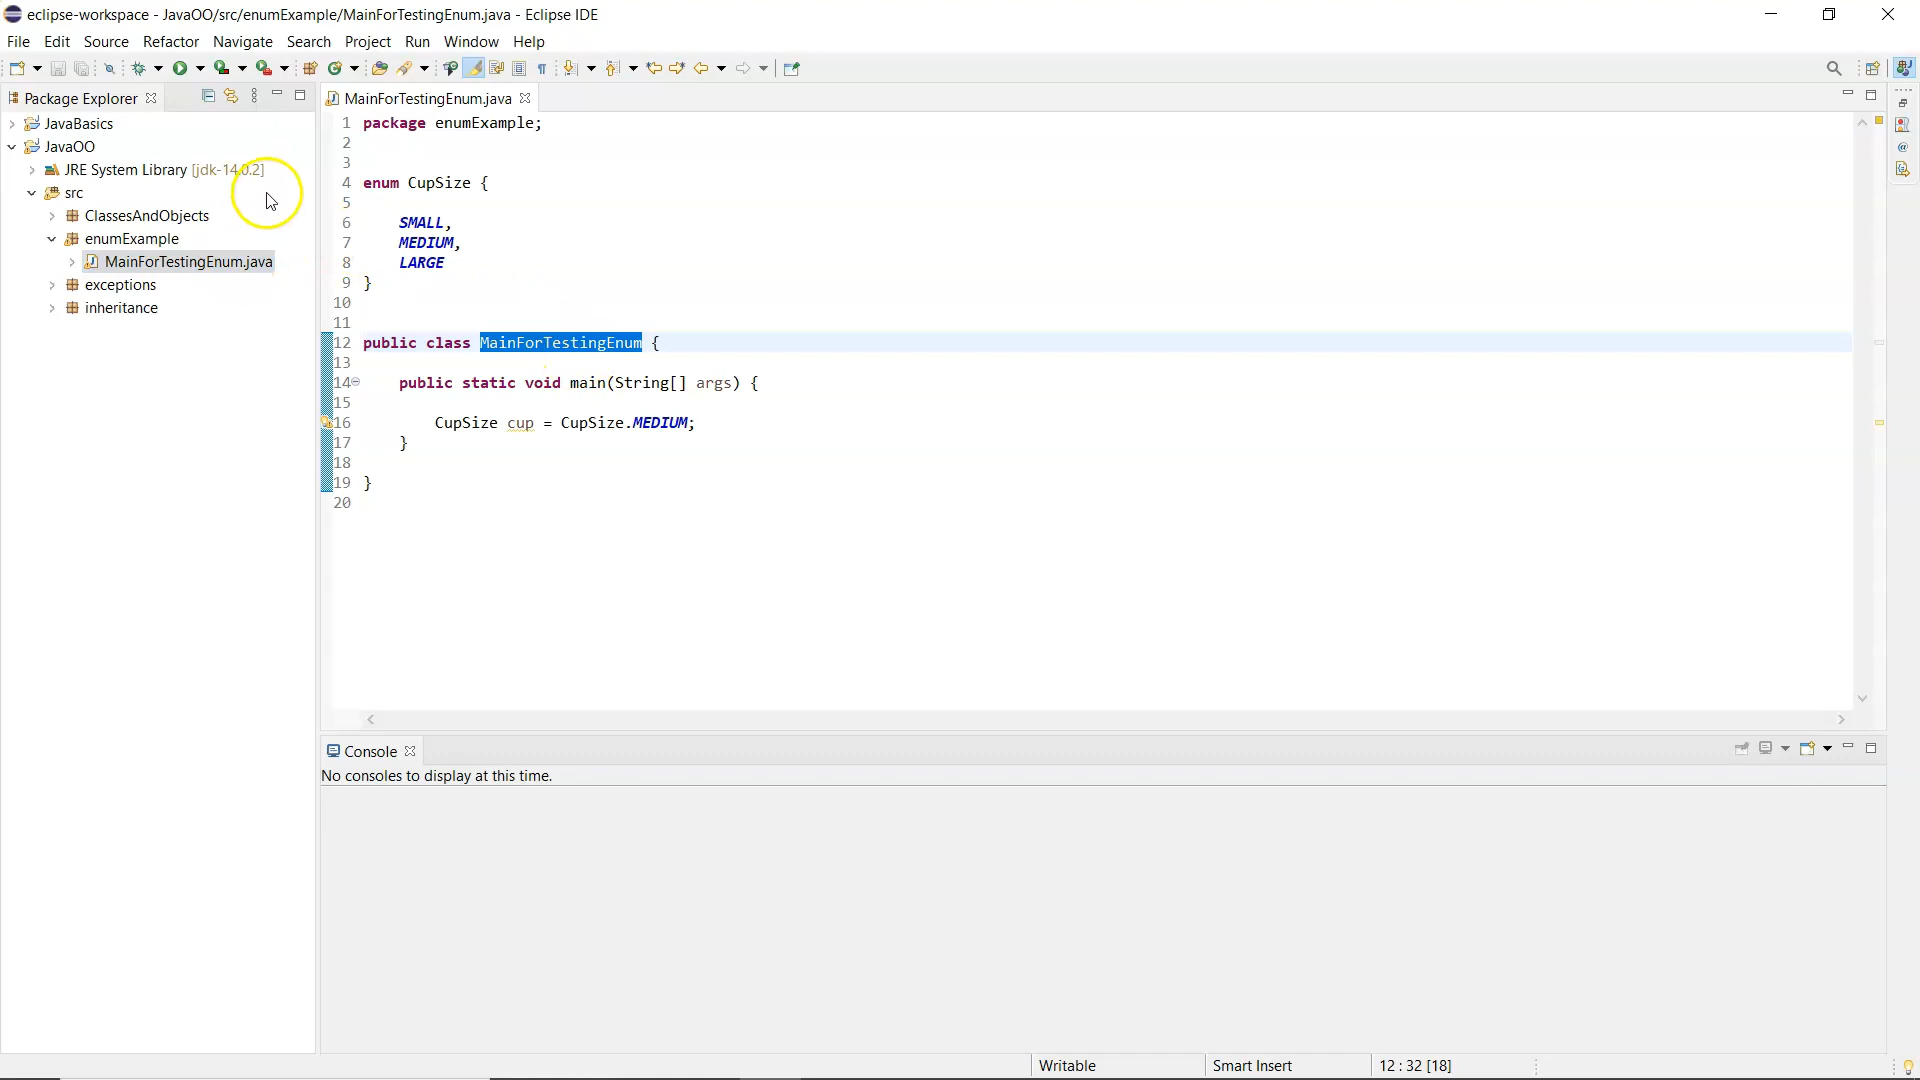 eclipse-workspace - JavaOO/src/enumExample/MainForTestingEnum.java - Eclipse IDE
File Edit Source Refactor Navigate Search Project Run Window Help
Package Explorer
JavaBasics
JavaOO
JRE System Library [jdk-14.0.2]
src
ClassesAndObjects
enumExample
MainForTestingEnum.java
exceptions
inheritance
MainForTestingEnum.java
1 package enumExample;
2
3
4 enum CupSize {
5
6 SMALL,
7 MEDIUM,
8 LARGE
9 }
10
11
12 public class MainForTestingEnum {
13
14 public static void main(String[] args) {
15
16 CupSize cup = CupSize.MEDIUM;
17 }
18
19 }
20
Console
No consoles to display at this time.
Writable Smart Insert 12 : 32 [18]